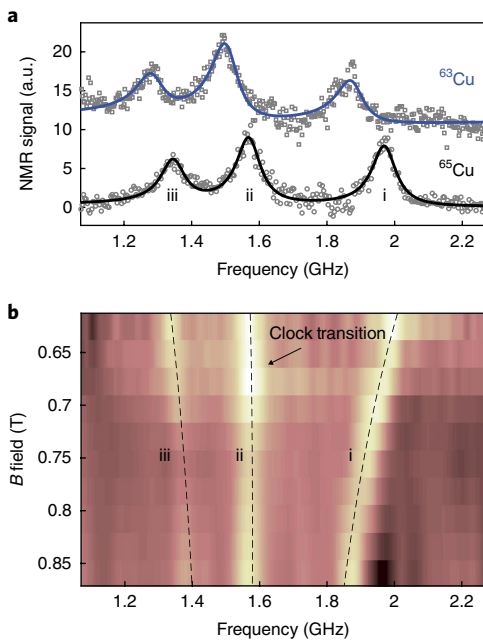 a
NMR signal (a.u.)
20
15
10
5
0
⁶³Cu
⁶⁵Cu
iii
ii
i
1.2
1.4
1.6
1.8
2
2.2
Frequency (GHz)
b
B field (T)
0.65
0.7
0.75
0.8
0.85
Clock transition
iii
ii
i
1.2
1.4
1.6
1.8
2
2.2
Frequency (GHz)